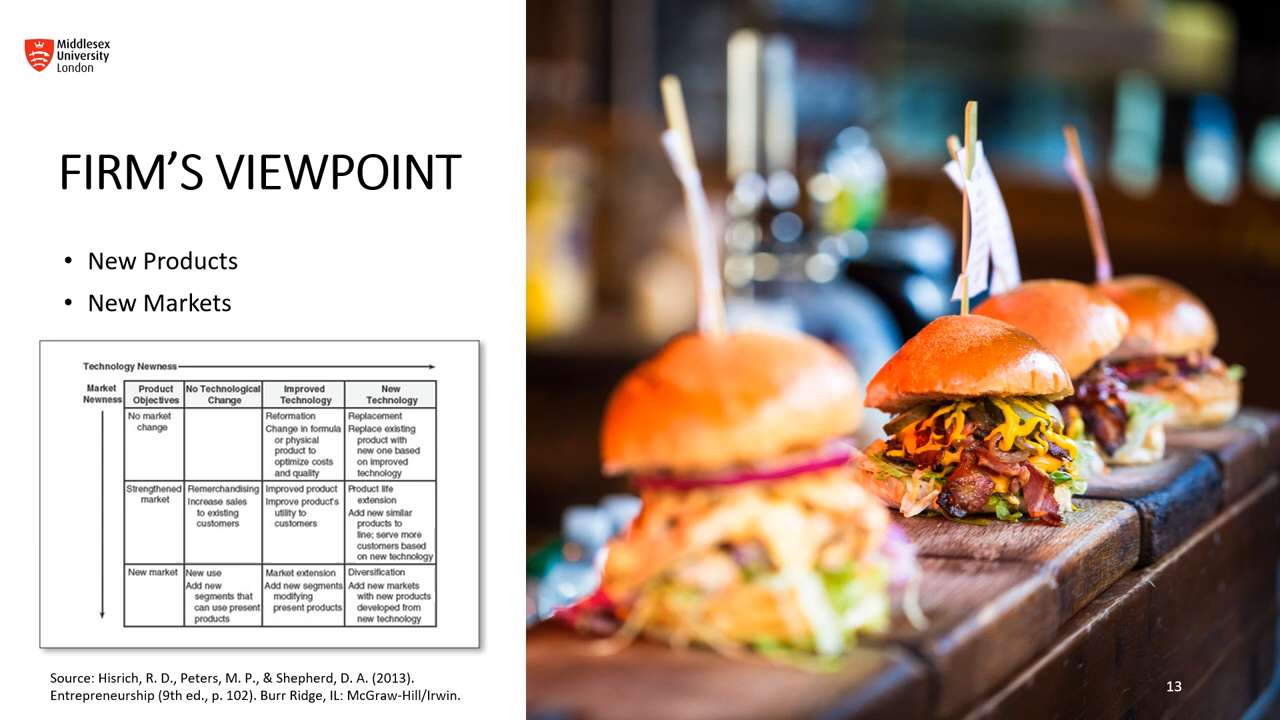 Middlesex
University
London
FIRM’S VIEWPOINT
• New Products
• New Markets
Technology Newness
Market
Newness
Product
Objectives
No Technological
Change
Improved
Technology
New
Technology
No market
change
Reformation
Change in formula
or physical
product to
optimize costs
and quality
Replacement
Replace existing
product with
new one based
on improved
technology
Strengthened
market
Remerchandising
Increase sales
to existing
customers
Improved product
Improve product's
utility to
customers
Product life
extension
Add new similar
products to
line; serve more
customers based
on new technology
New market
New use
Add new
segments that
can use present
products
Market extension
Add new segments
modifying
present products
Diversification
Add new markets
with new products
developed from
new technology
Source: Hisrich, R. D., Peters, M. P., & Shepherd, D. A. (2013).
Entrepreneurship (9th ed., p. 102). Burr Ridge, IL: McGraw-Hill/Irwin.
13